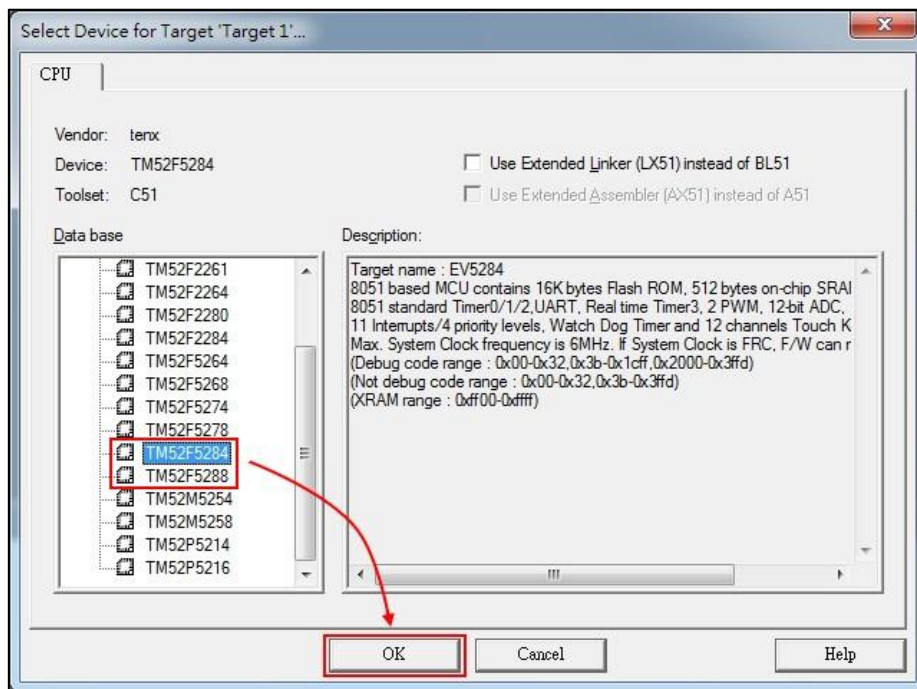 Select Device for Target 'Target 1'...
CPU
Vendor: tenx
Device: TM52F5284
Toolset: C51
Use Extended Linker (LX51) instead of BL51
Use Extended Assembler (AX51) instead of A51
Data base
TM52F2261
TM52F2264
TM52F2280
TM52F2284
TM52F5264
TM52F5268
TM52F5274
TM52F5278
TM52F5284
TM52F5288
TM52M5254
TM52M5258
TM52P5214
TM52P5216
Description:
Target name : EV5284
8051 based MCU contains 16K bytes Flash ROM, 512 bytes on-chip SRA
8051 standard Timer0/1/2,UART, Real time Timer3, 2 PWM, 12-bit ADC,
11 Interrupts/4 priority levels, Watch Dog Timer and 12 channels Touch K
Max. System Clock frequency is 6MHz. If System Clock is FRC, F/W can r
(Debug code range : 0x00-0x32,0x3b-0x1cff,0x2000-0x3ffd)
(Not debug code range : 0x00-0x32,0x3b-0x3ffd)
(XRAM range : 0xff00-0xffff)
OK
Cancel
Help